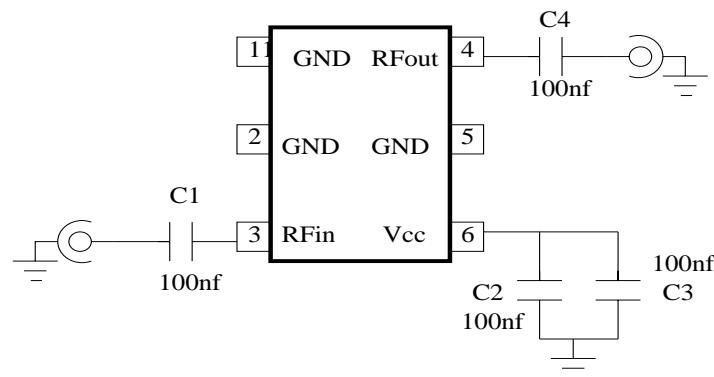 C4
11 GND RFout 4
100nf
2 GND GND 5
C1
3 RFin Vcc 6
100nf
100nf
C2 C3
100nf